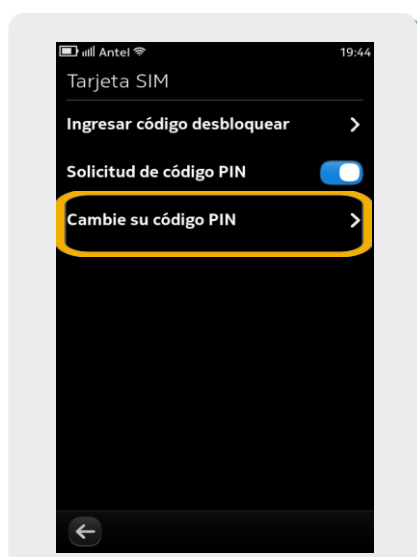 Antel 19:44
Tarjeta SIM
Ingresar código desbloquear
Solicitud de código PIN
Cambie su código PIN